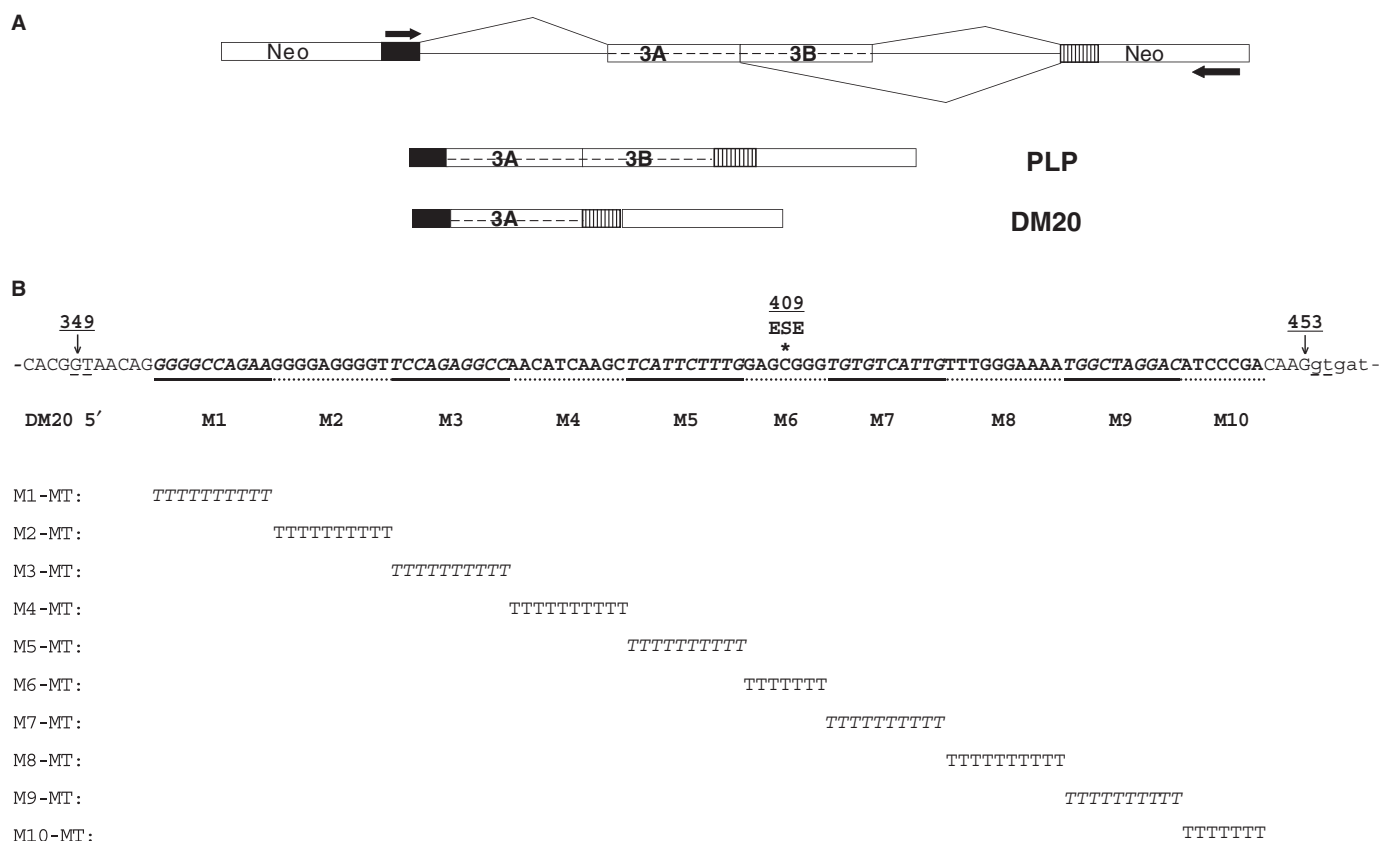 A
Neo 3A 3B Neo
3A 3B PLP
3A DM20
B
409
349 ESE 453
*
-CACGGTAACAGGGGGCCAGAAGGGGAGGGGTTCCAGAGGCCAACATCAAGCTCATTCTTTGGAGCGGGTGTGTCATTGTTTGGGAAAATGGCTAGGACATCCCGACAAGgtgat-
DM20 5′ M1 M2 M3 M4 M5 M6 M7 M8 M9 M10
M1-MT: TTTTTTTTTT
M2-MT: TTTTTTTTTT
M3-MT: TTTTTTTTTT
M4-MT: TTTTTTTTTT
M5-MT: TTTTTTTTTT
M6-MT: TTTTTTT
M7-MT: TTTTTTTTTT
M8-MT: TTTTTTTTTT
M9-MT: TTTTTTTTTT
M10-MT: TTTTTTT